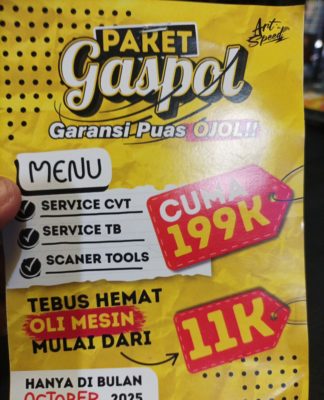 Art
Speed
PAKET
Gaspol
Garansi Puas OJOL!!
MENU
SERVICE CVT
SERVICE TB
SCANER TOOLS
CUMA
199K
TEBUS HEMAT
OLI MESIN
MULAI DARI
11K
HANYA DI BULAN
OCTOBER 2025